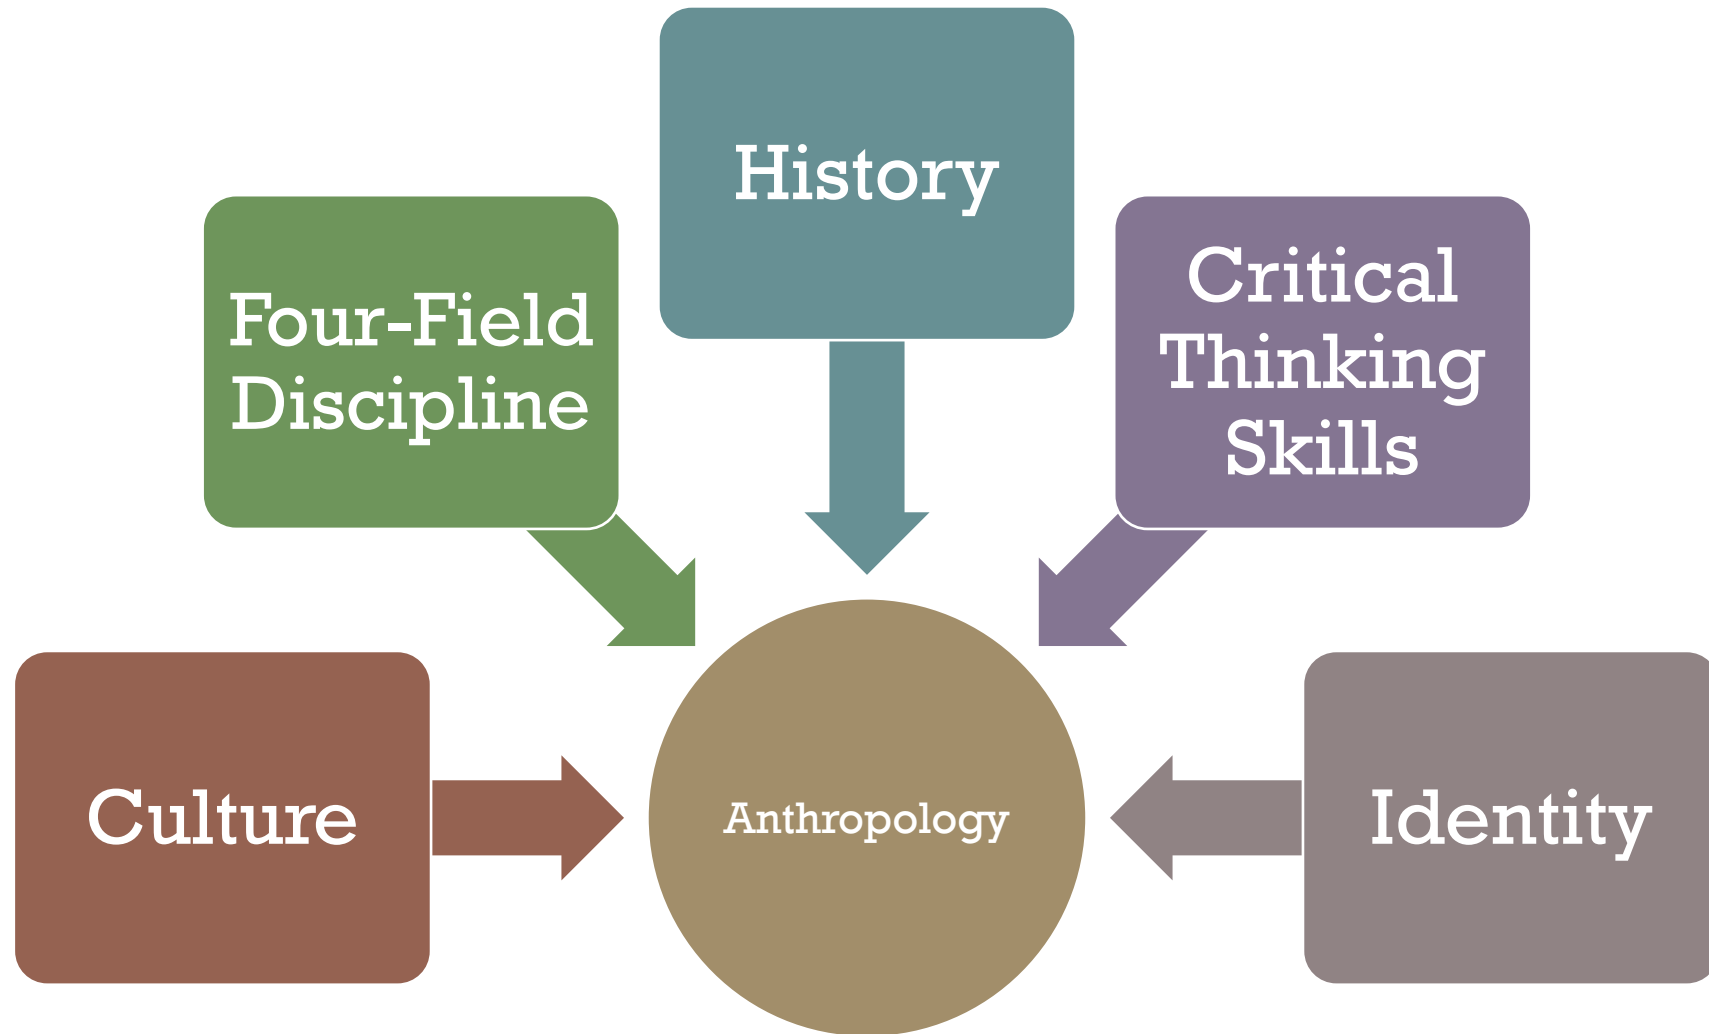 History
Four-Field
Discipline
Critical
Thinking
Skills
Culture
Anthropology
Identity